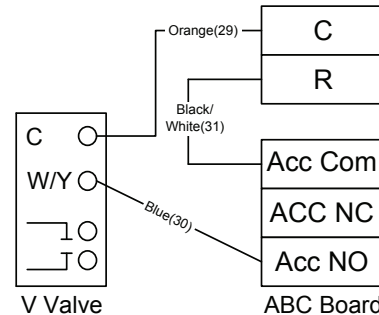 Orange(29)
C
R
Black/
White(31)
C
W/Y
Blue(30)
Acc Com
ACC NC
Acc NO
V Valve
ABC Board